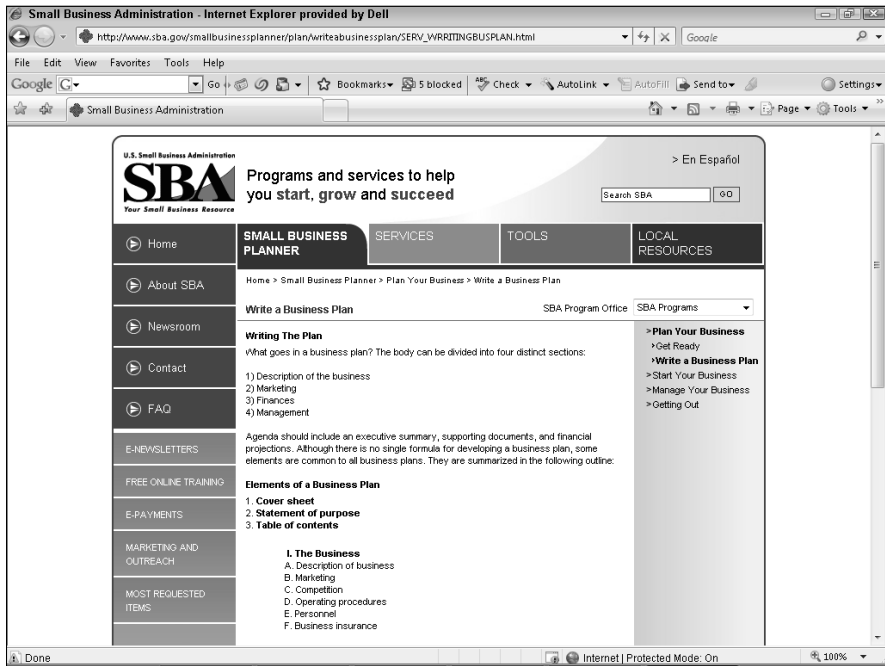 Small Business Administration - Internet Explorer provided by Dell
http://www.sba.gov/smallbusinessplanner/plan/writeabusinessplan/SERV_WRRITINGBUSPLAN.html
Google
File Edit View Favorites Tools Help
Google G Go Bookmarks 5 blocked ABC Check AutoLink AutoFill Send to Settings
Small Business Administration Page Tools
U.S. Small Business Administration
SBA
Your Small Business Resource
Programs and services to help
you start, grow and succeed
> En Español
Search SBA GO
Home
About SBA
Newsroom
Contact
FAQ
E-NEWSLETTERS
FREE ONLINE TRAINING
E-PAYMENTS
MARKETING AND
OUTREACH
MOST REQUESTED
ITEMS
SMALL BUSINESS
PLANNER
SERVICES
TOOLS
LOCAL
RESOURCES
Home > Small Business Planner > Plan Your Business > Write a Business Plan
Write a Business Plan
SBA Program Office SBA Programs
Writing The Plan
What goes in a business plan? The body can be divided into four distinct sections:
1) Description of the business
2) Marketing
3) Finances
4) Management
Agenda should include an executive summary, supporting documents, and financial
projections. Although there is no single formula for developing a business plan, some
elements are common to all business plans. They are summarized in the following outline:
Elements of a Business Plan
1. Cover sheet
2. Statement of purpose
3. Table of contents
I. The Business
A. Description of business
B. Marketing
C. Competition
D. Operating procedures
E. Personnel
F. Business insurance
>Plan Your Business
>Get Ready
>Write a Business Plan
>Start Your Business
>Manage Your Business
>Getting Out
Done
Internet | Protected Mode: On
100%